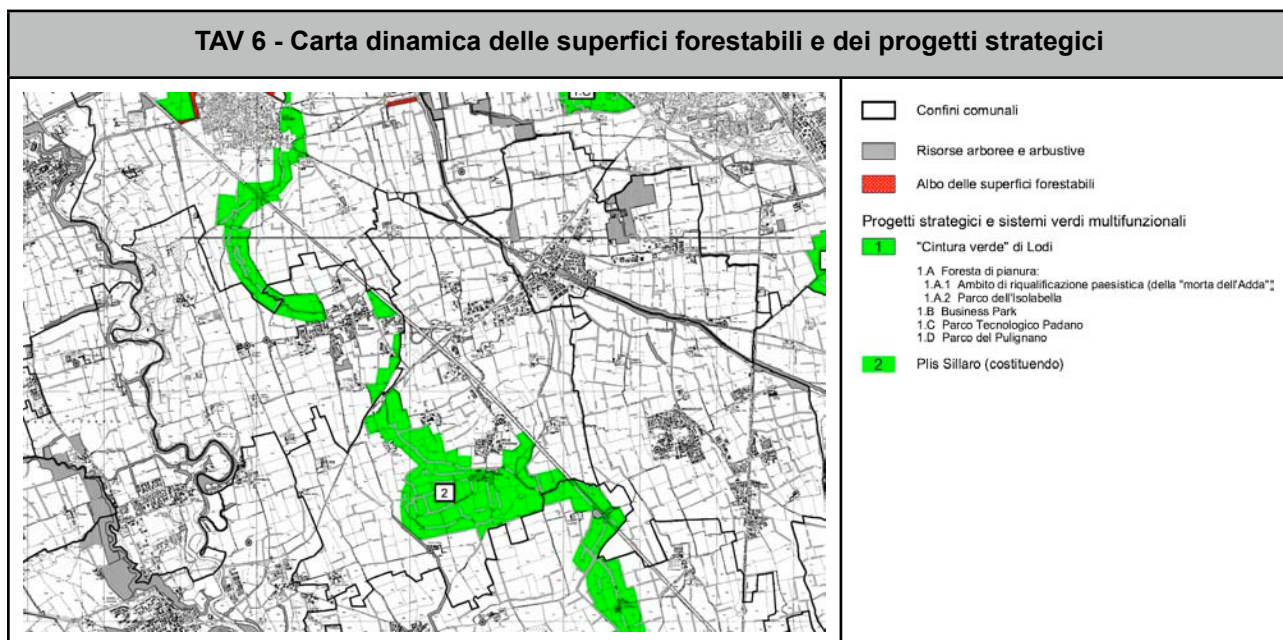 TAV 6 - Carta dinamica delle superfici forestabili e dei progetti strategici
2
Confini comunali
Risorse arboree e arbustive
Albo delle superfici forestabili
Progetti strategici e sistemi verdi multifunzionali
1 "Cintura verde" di Lodi
1.A Foresta di pianura:
1.A.1 Ambito di riqualificazione paesistica (della "morta dell'Adda");
1.A.2 Parco dell'Isolabella
1.B Business Park
1.C Parco Tecnologico Padano
1.D Parco del Pulignano
2 Plis Sillaro (costituendo)